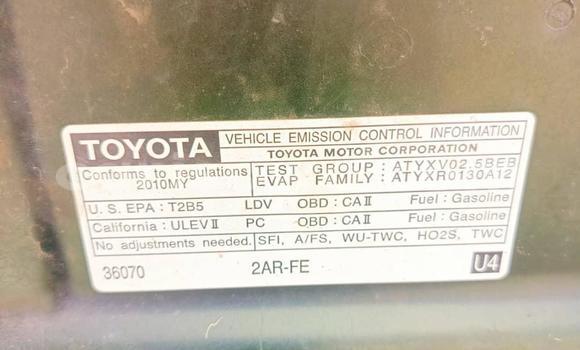 TOYOTA VEHICLE EMISSION CONTROL INFORMATION
TOYOTA MOTOR CORPORATION
Conforms to regulations
2010MY
TEST GROUP : ATYXV02.5BEB
EVAP FAMILY : ATYXR0130A12
U.S. EPA : T2B5 LDV OBD : CAⅡ Fuel : Gasoline
California : ULEVⅡ PC OBD : CAⅡ Fuel : Gasoline
No adjustments needed. SFI, A/FS, WU-TWC, HO2S, TWC
36070 2AR-FE U4